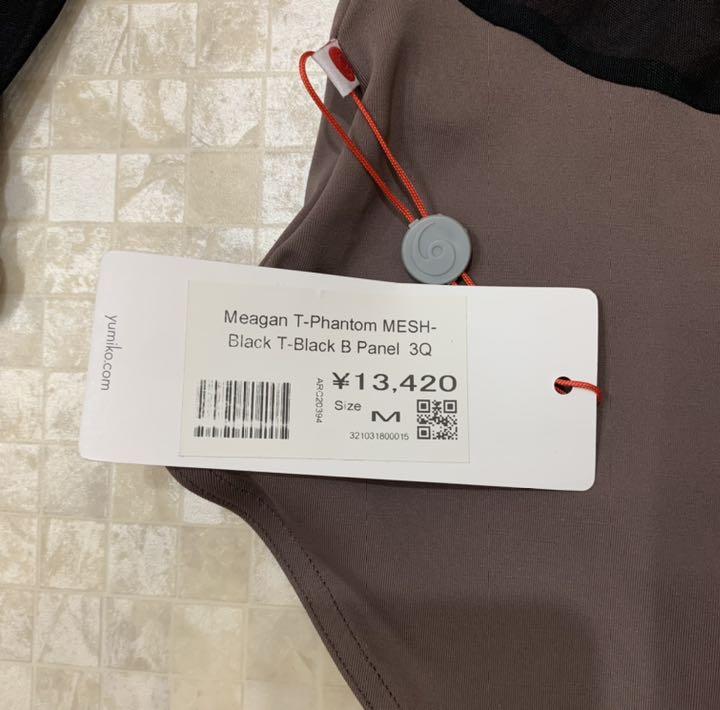 yumiko.com
Meagan T-Phantom MESH-
Black T-Black B Panel 3Q
¥13,420
Size M
ARC20394
321031800015